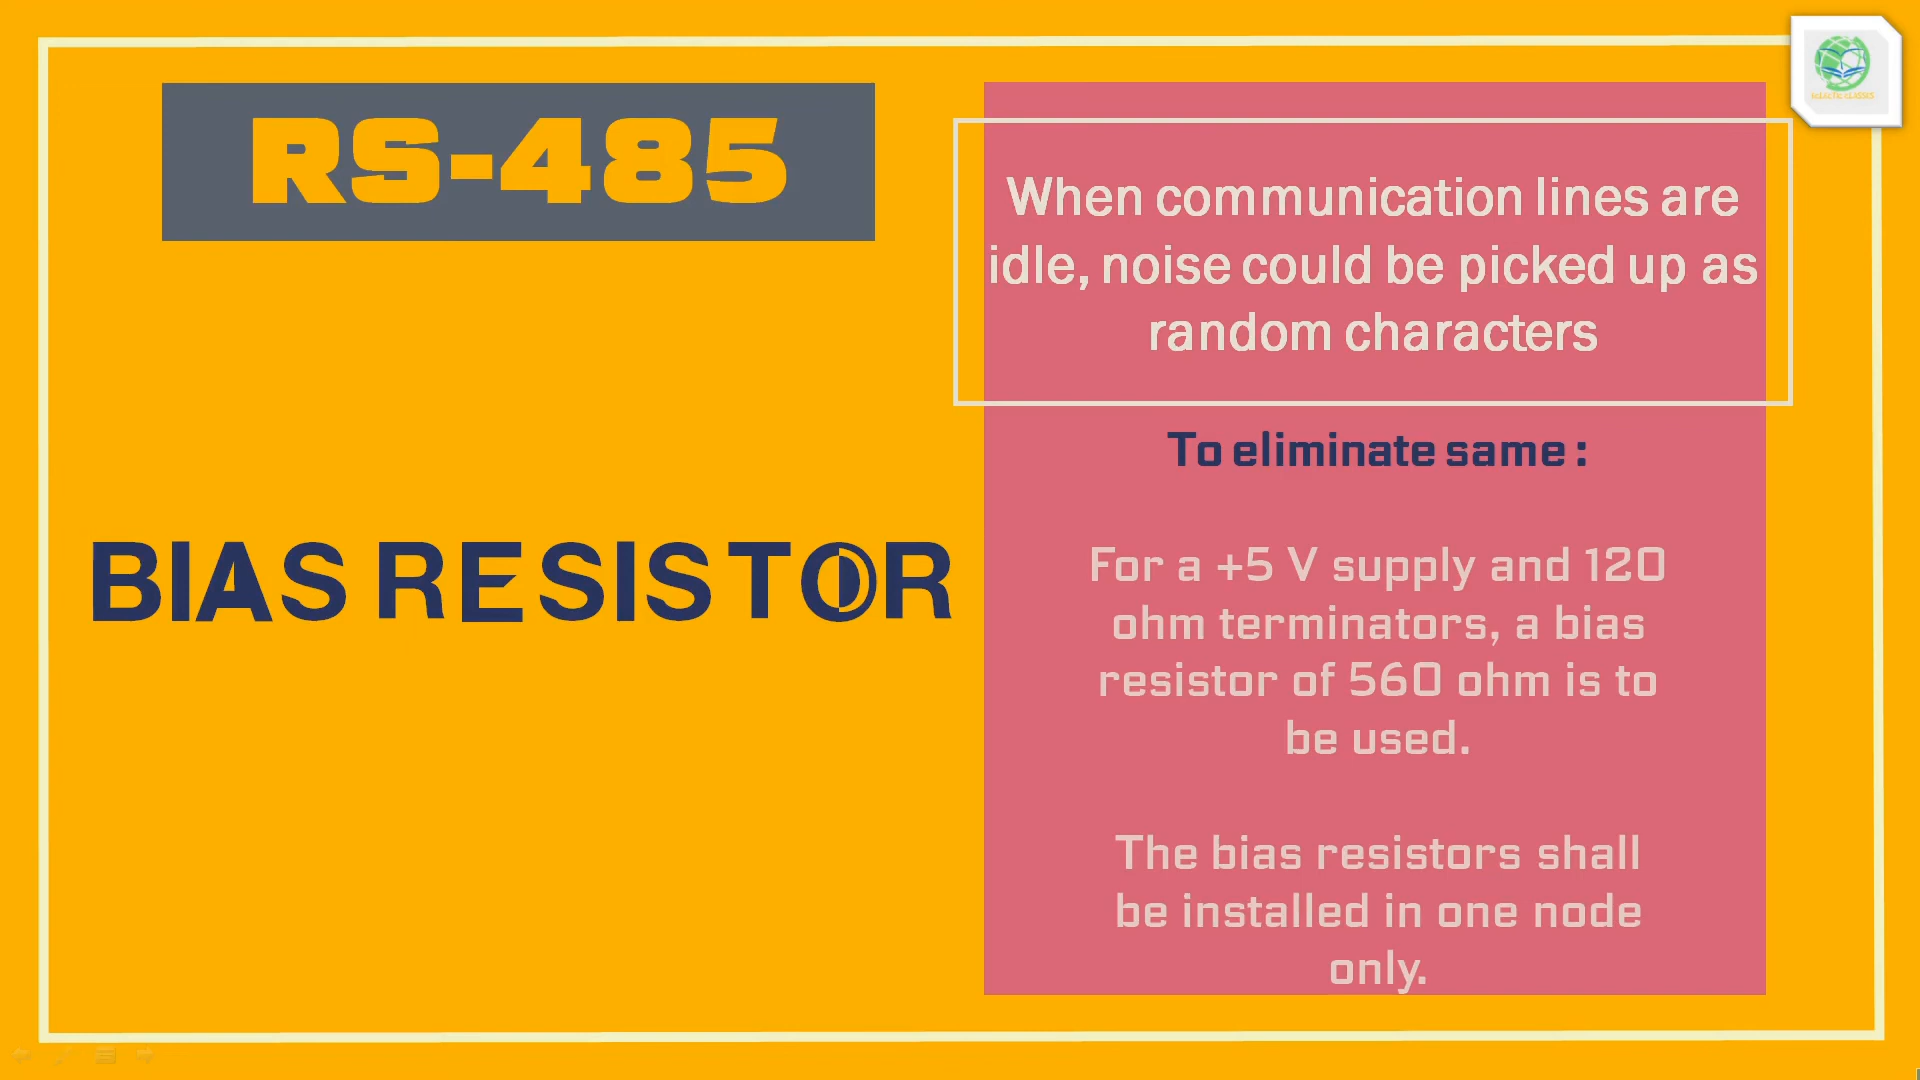 RS-485
BIAS RESISTOR
When communication lines are
idle, noise could be picked up as
random characters
To eliminate same :
For a +5 V supply and 120
ohm terminators, a bias
resistor of 560 ohm is to
be used.
The bias resistors shall
be installed in one node
only.
ECLECTIC CLASSES